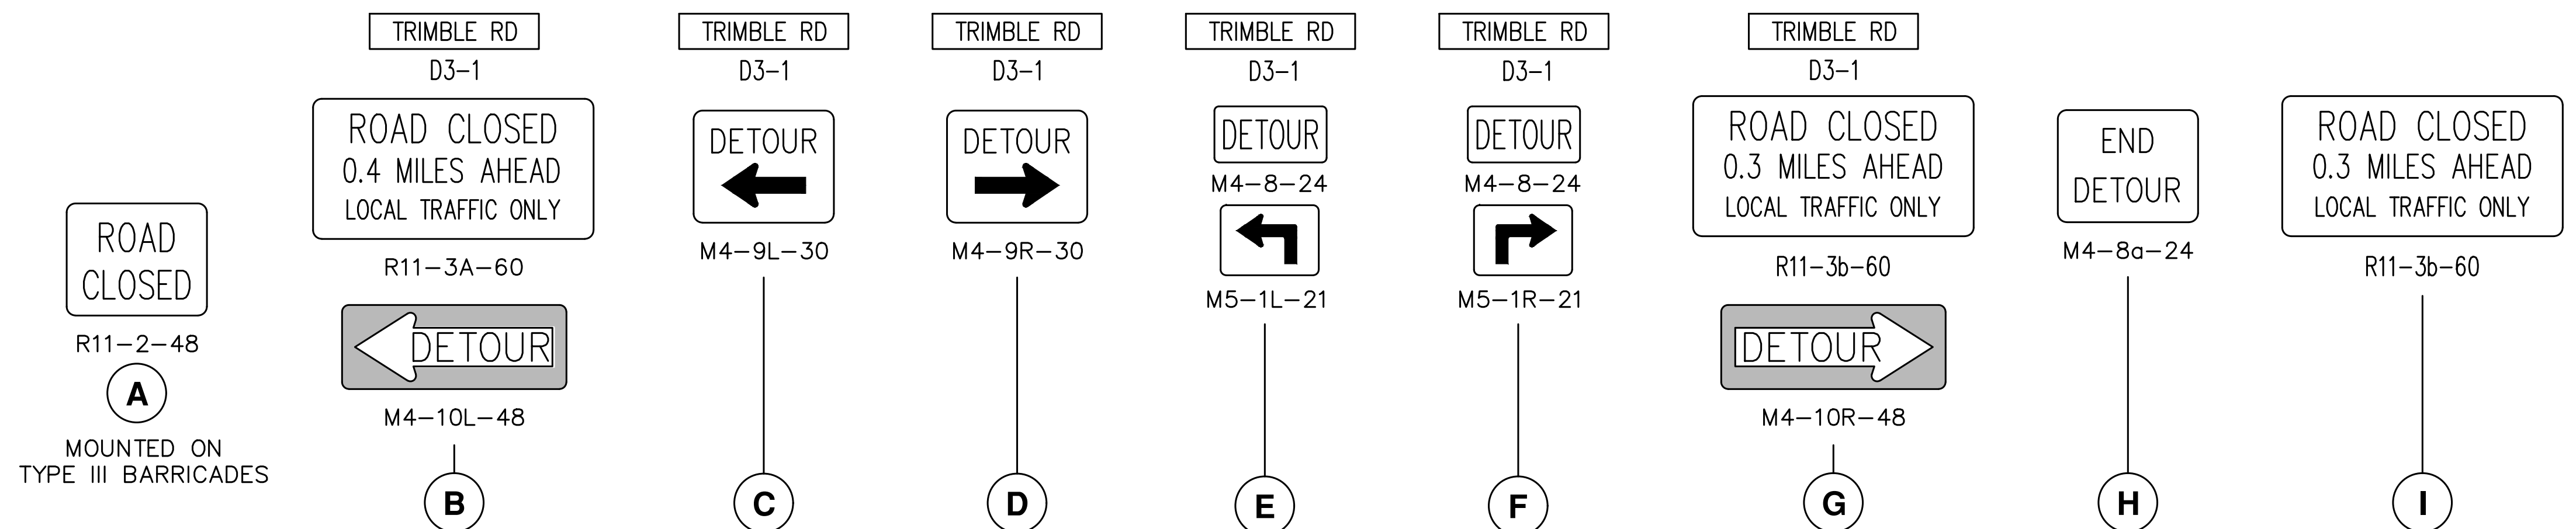 ROAD
CLOSED
R11-2-48
A
MOUNTED ON
TYPE III BARRICADES
TRIMBLE RD
D3-1
ROAD CLOSED
0.4 MILES AHEAD
LOCAL TRAFFIC ONLY
R11-3A-60
DETOUR
M4-10L-48
B
TRIMBLE RD
D3-1
DETOUR
M4-9L-30
C
TRIMBLE RD
D3-1
DETOUR
M4-9R-30
D
TRIMBLE RD
D3-1
DETOUR
M4-8-24
M5-1L-21
E
TRIMBLE RD
D3-1
DETOUR
M4-8-24
M5-1R-21
F
TRIMBLE RD
D3-1
ROAD CLOSED
0.3 MILES AHEAD
LOCAL TRAFFIC ONLY
R11-3b-60
DETOUR
M4-10R-48
G
END
DETOUR
M4-8a-24
H
ROAD CLOSED
0.3 MILES AHEAD
LOCAL TRAFFIC ONLY
R11-3b-60
I